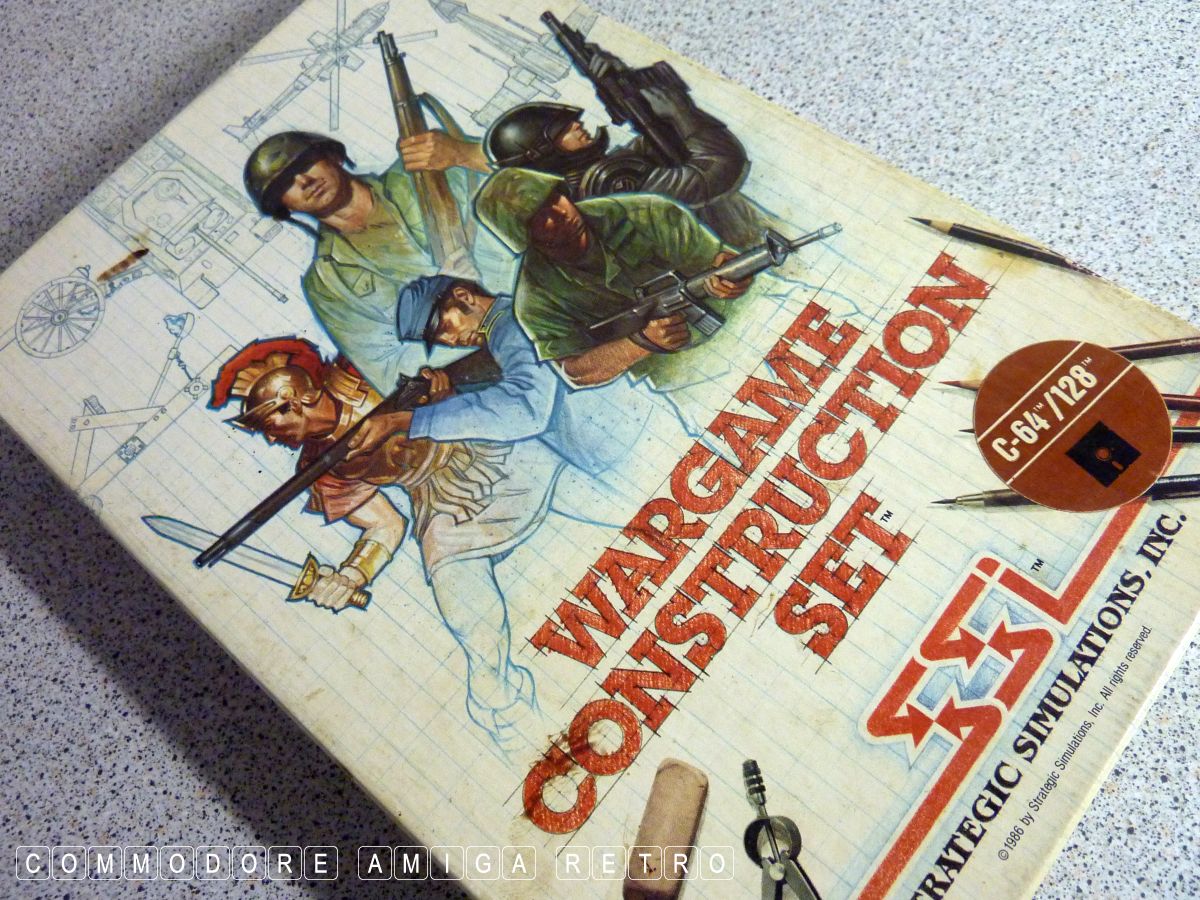 WARGAME
CONSTRUCTION
SET™
C-64™/128™
SSI™
STRATEGIC SIMULATIONS, INC.
©1986 by Strategic Simulations, Inc. All rights reserved.
COMMODORE AMIGA RETRO